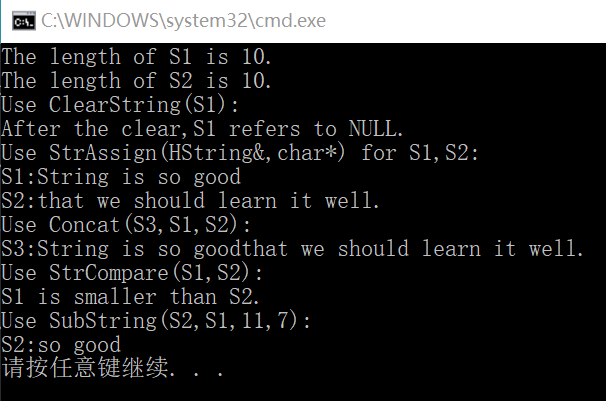 C:\WINDOWS\system32\cmd.exe
The length of S1 is 10.
The length of S2 is 10.
Use ClearString(S1):
After the clear,S1 refers to NULL.
Use StrAssign(HString&,char*) for S1,S2:
S1:String is so good
S2:that we should learn it well.
Use Concat(S3,S1,S2):
S3:String is so goodthat we should learn it well.
Use StrCompare(S1,S2):
S1 is smaller than S2.
Use SubString(S2,S1,11,7):
S2:so good
请按任意键继续. . .